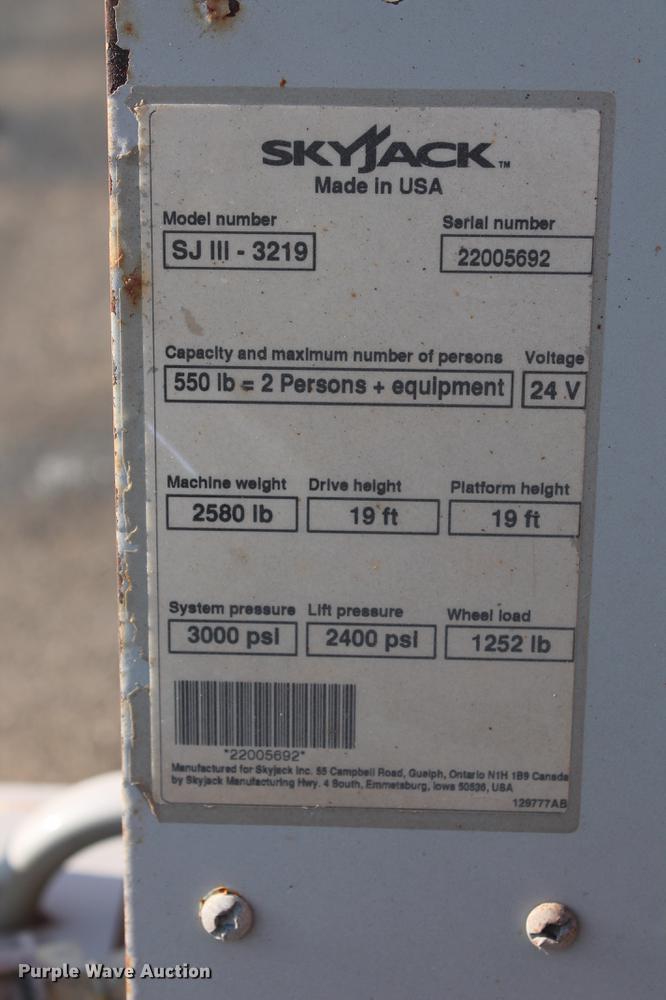 SKYJACK™
Made in USA
Model number Serial number
SJ III - 3219 22005692
Capacity and maximum number of persons Voltage
550 lb = 2 Persons + equipment 24 V
Machine weight Drive height Platform height
2580 lb 19 ft 19 ft
System pressure Lift pressure Wheel load
3000 psi 2400 psi 1252 lb
*22005692*
Manufactured for Skyjack Inc. 55 Campbell Road, Guelph, Ontario N1H 1B9 Canada
by Skyjack Manufacturing Hwy. 4 South, Emmetsburg, Iowa 50536, USA
129777AB
Purple Wave Auction